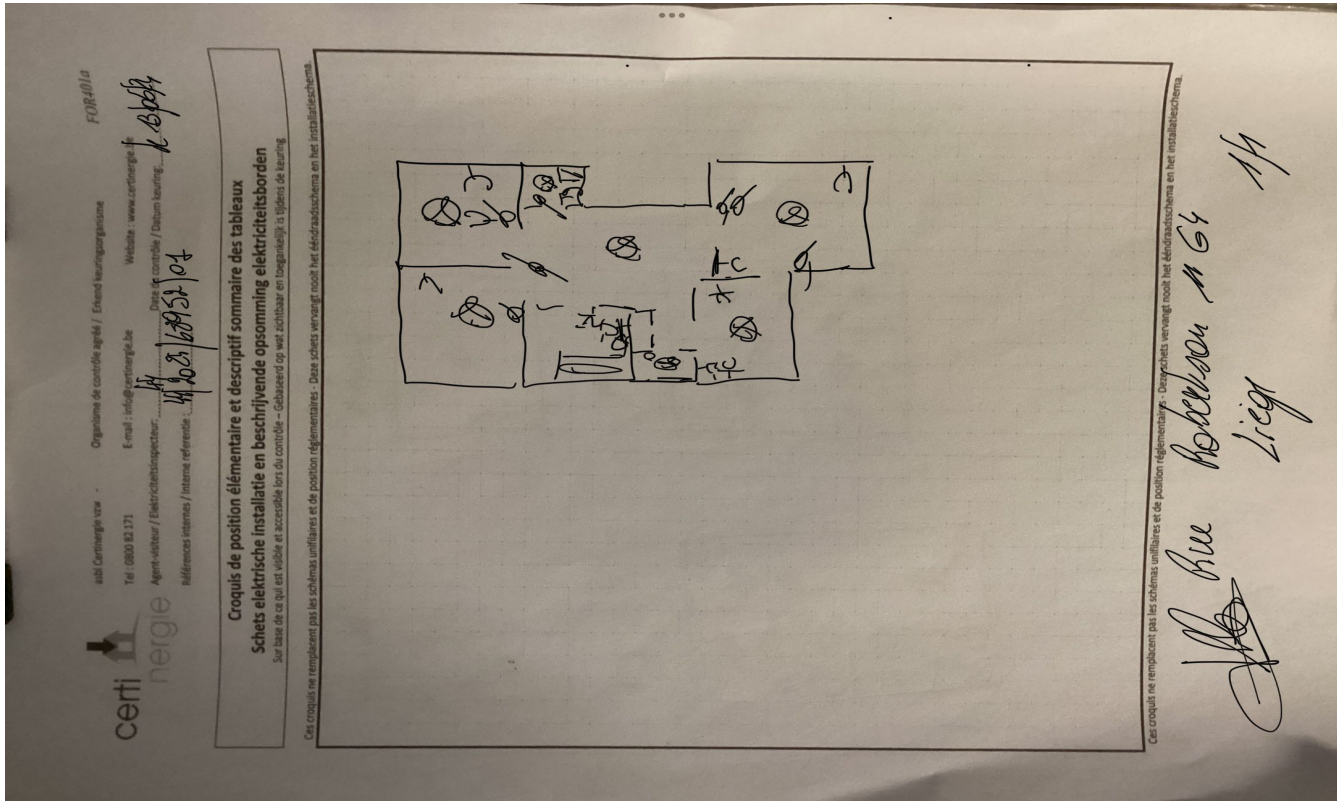 certi
nergie
asbi Certinergie vzw - Organisme de contrôle agréé / Erkend keuringsorganisme FOR401a
Tel : 0800 82 171 E-mail : info@certinergie.be Website : www.certinergie.be
Agent-visiteur / Elektriciteitsinspecteur: Date de contrôle / Datum keuring:
Références internes / Interne referentie :
Croquis de position élémentaire et descriptif sommaire des tableaux
Schets elektrische installatie en beschrijvende opsomming elektriciteitsborden
Sur base de ce qui est visible et accessible lors du contrôle – Gebaseerd op wat zichtbaar en toegankelijk is tijdens de keuring
Ces croquis ne remplacent pas les schémas unifilaires et de position réglementaires - Deze schets vervangt nooit het ééndraadsschema en het installatieschema.
Ces croquis ne remplacent pas les schémas unifilaires et de position réglementaires - Deze schets vervangt nooit het ééndraadsschema en het installatieschema.
Rue 64
Liège